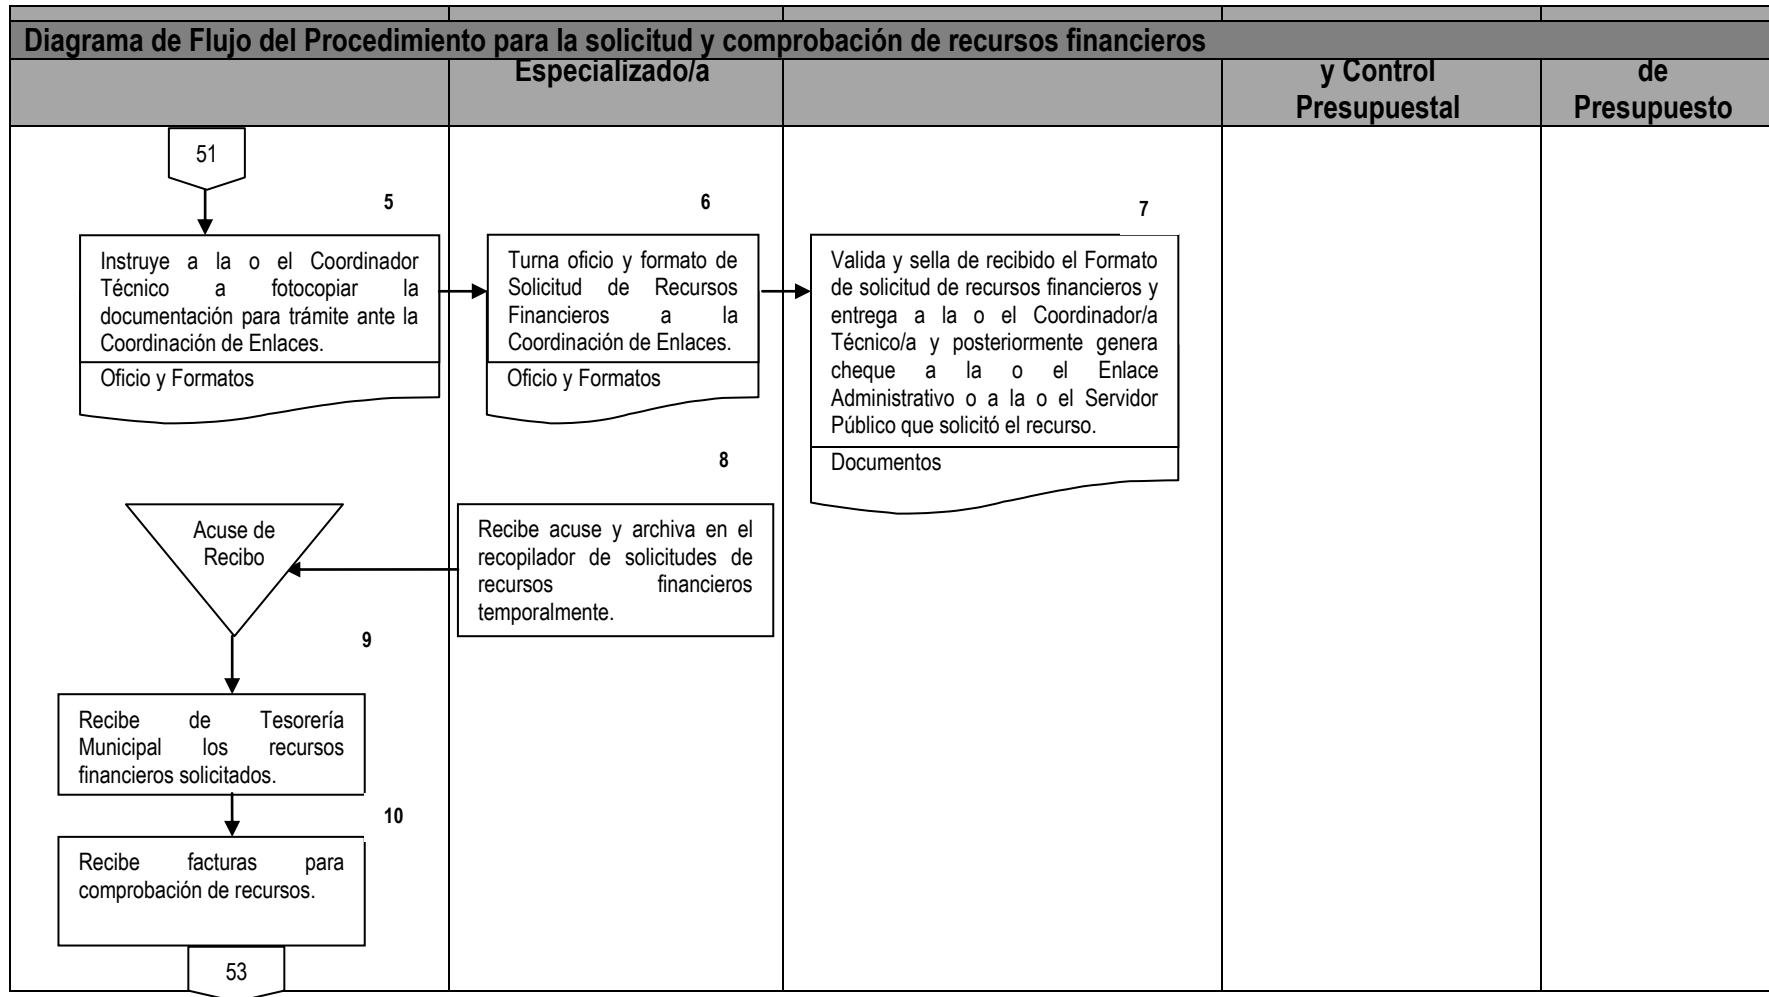 Diagrama de Flujo del Procedimiento para la solicitud y comprobación de recursos financieros
Especializado/a
y Control
Presupuestal
de
Presupuesto
51
5
Instruye a la o el Coordinador
Técnico a fotocopiar la
documentación para trámite ante la
Coordinación de Enlaces.
Oficio y Formatos
6
Turna oficio y formato de
Solicitud de Recursos
Financieros a la
Coordinación de Enlaces.
Oficio y Formatos
7
Valida y sella de recibido el Formato
de solicitud de recursos financieros y
entrega a la o el Coordinador/a
Técnico/a y posteriormente genera
cheque a la o el Enlace
Administrativo o a la o el Servidor
Público que solicitó el recurso.
Documentos
8
Recibe acuse y archiva en el
recopilador de solicitudes de
recursos financieros
temporalmente.
Acuse de
Recibo
9
Recibe de Tesorería
Municipal los recursos
financieros solicitados.
10
Recibe facturas para
comprobación de recursos.
53